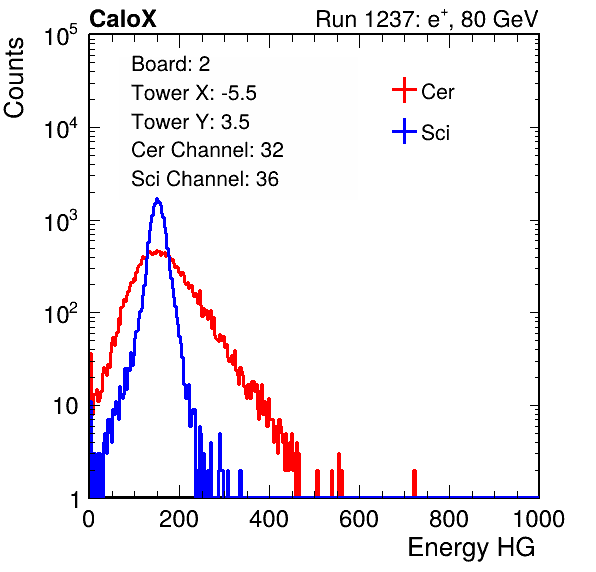 CaloX Run 1237: e⁺, 80 GeV
Counts
10⁵
10⁴
10³
10²
10
1
Board: 2
Tower X: -5.5
Tower Y: 3.5
Cer Channel: 32
Sci Channel: 36
Cer
Sci
0 200 400 600 800 1000
Energy HG